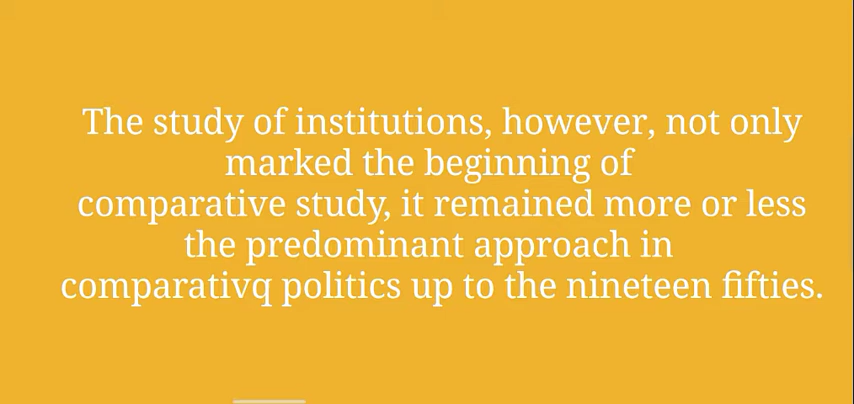 The study of institutions, however, not only
marked the beginning of
comparative study, it remained more or less
the predominant approach in
comparativq politics up to the nineteen fifties.